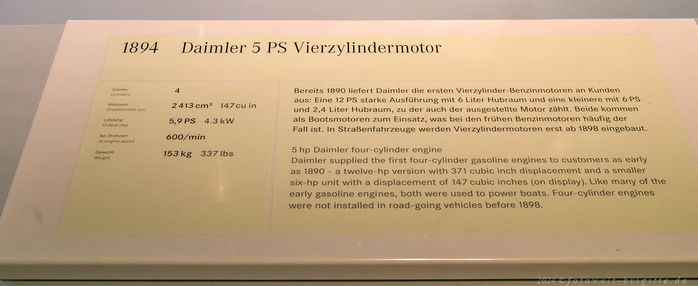 1894 Daimler 5 PS Vierzylindermotor
Zylinder
Cylinders
4
Hubraum
Displacement (cc)
2 413 cm³ 147 cu in
Leistung
Output (hp)
5,9 PS 4.3 kW
bei Drehzahl
at engine speed
600/min
Gewicht
Weight
153 kg 337 lbs
Bereits 1890 liefert Daimler die ersten Vierzylinder-Benzinmotoren an Kunden
aus: Eine 12 PS starke Ausführung mit 6 Liter Hubraum und eine kleinere mit 6 PS
und 2,4 Liter Hubraum, zu der auch der ausgestellte Motor zählt. Beide kommen
als Bootsmotoren zum Einsatz, was bei den frühen Benzinmotoren häufig der
Fall ist. In Straßenfahrzeuge werden Vierzylindermotoren erst ab 1898 eingebaut.
5 hp Daimler four-cylinder engine
Daimler supplied the first four-cylinder gasoline engines to customers as early
as 1890 – a twelve-hp version with 371 cubic inch displacement and a smaller
six-hp unit with a displacement of 147 cubic inches (on display). Like many of the
early gasoline engines, both were used to power boats. Four-cylinder engines
were not installed in road-going vehicles before 1898.
2024 © fotowelt-brigitte.de